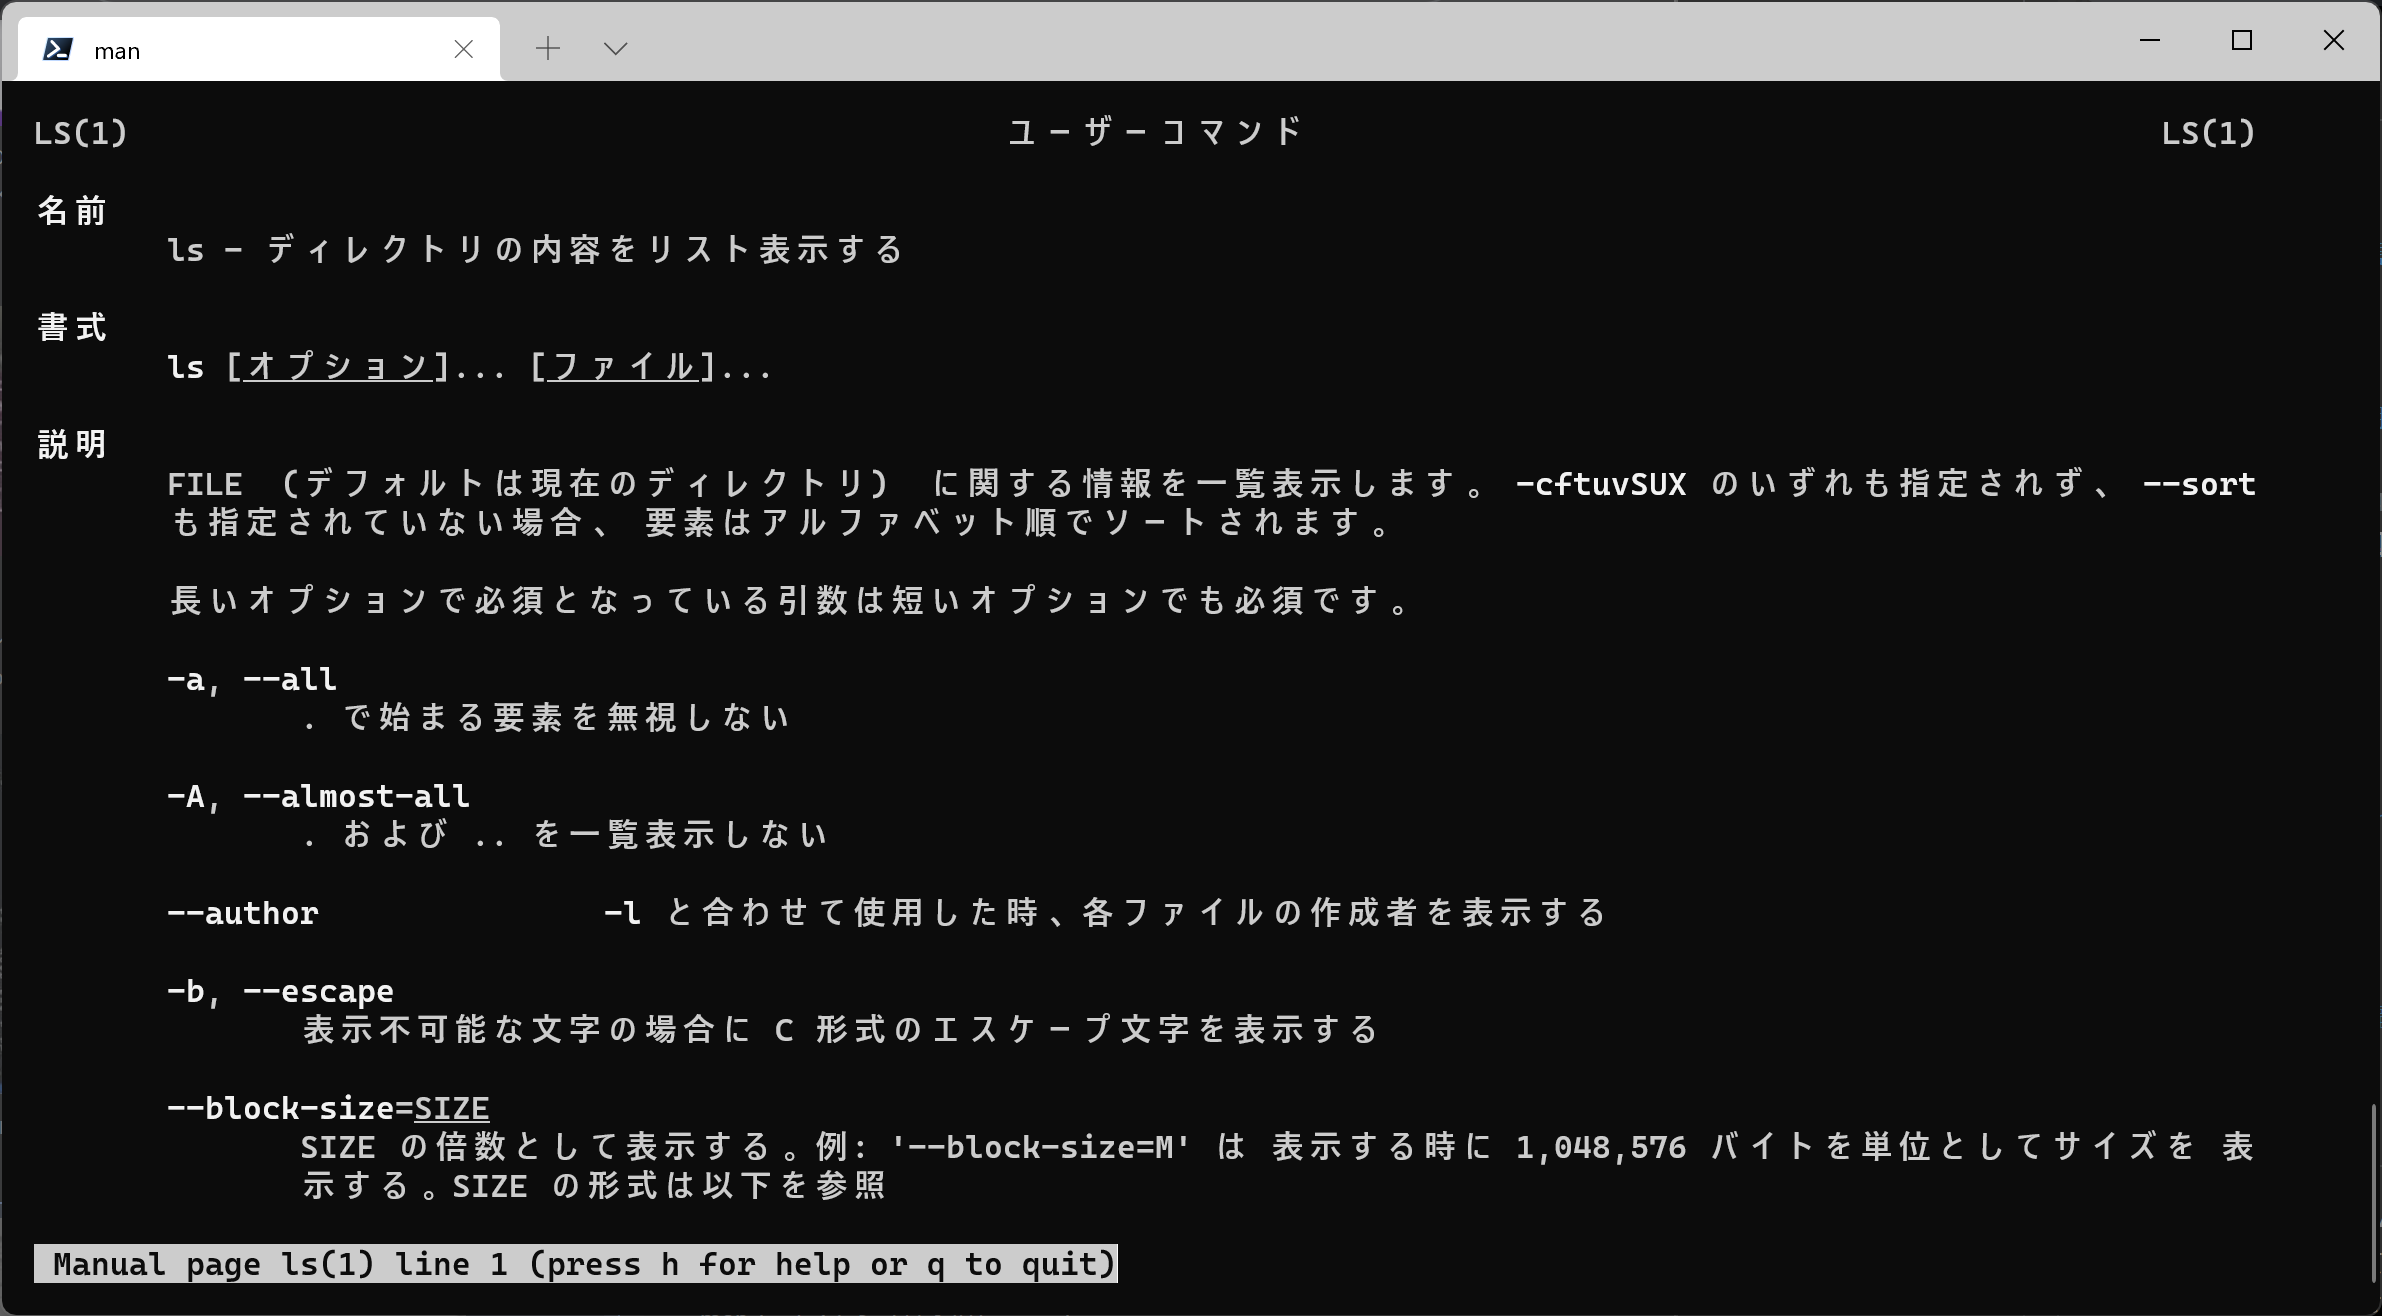 man
LS(1) ユーザーコマンド LS(1)
名前
ls - ディレクトリの内容をリスト表示する
書式
ls [オプション]... [ファイル]...
説明
FILE (デフォルトは現在のディレクトリ) に関する情報を一覧表示します。 -cftuvSUX のいずれも指定されず、 --sort
も指定されていない場合、 要素はアルファベット順でソートされます。
長いオプションで必須となっている引数は短いオプションでも必須です。
-a, --all
. で始まる要素を無視しない
-A, --almost-all
. および .. を一覧表示しない
--author -l と合わせて使用した時、各ファイルの作成者を表示する
-b, --escape
表示不可能な文字の場合に C 形式のエスケープ文字を表示する
--block-size=SIZE
SIZE の倍数として表示する。例: '--block-size=M' は 表示する時に 1,048,576 バイトを単位としてサイズを 表
示する。SIZE の形式は以下を参照
Manual page ls(1) line 1 (press h for help or q to quit)